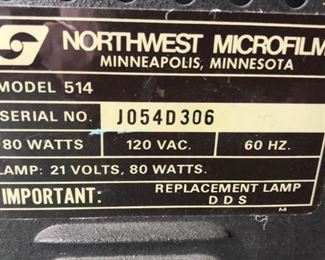 NORTHWEST MICROFILM
MINNEAPOLIS, MINNESOTA
MODEL 514
SERIAL NO. J054D306
80 WATTS 120 VAC. 60 HZ.
LAMP: 21 VOLTS, 80 WATTS.
IMPORTANT: REPLACEMENT LAMP
DDS
M